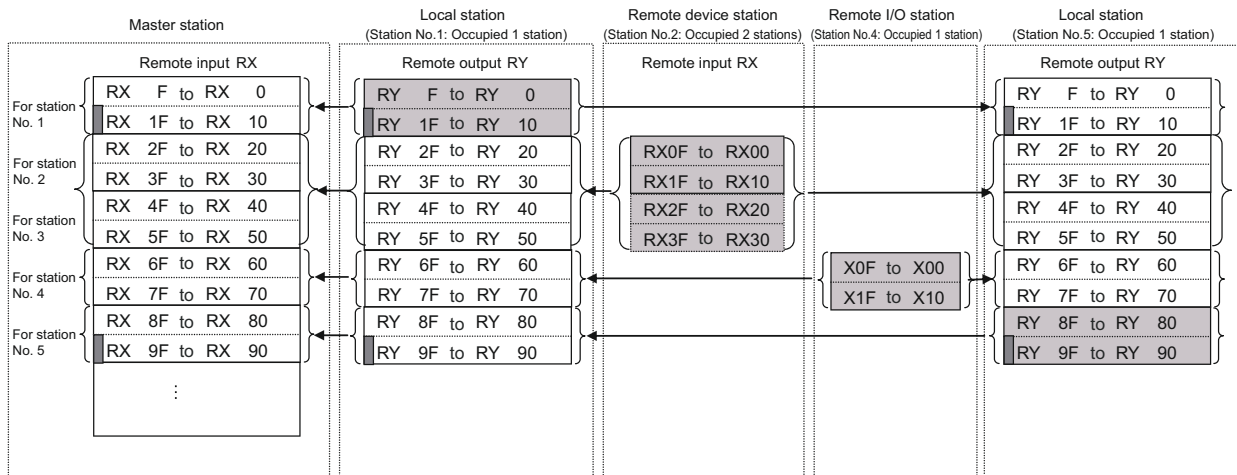 Master station
Local station
(Station No.1: Occupied 1 station)
Remote device station
(Station No.2: Occupied 2 stations)
Remote I/O station
(Station No.4: Occupied 1 station)
Local station
(Station No.5: Occupied 1 station)
Remote input RX
Remote output RY
Remote input RX
Remote output RY
For station No. 1
For station No. 2
For station No. 3
For station No. 4
For station No. 5
RX F to RX 0
RX 1F to RX 10
RX 2F to RX 20
RX 3F to RX 30
RX 4F to RX 40
RX 5F to RX 50
RX 6F to RX 60
RX 7F to RX 70
RX 8F to RX 80
RX 9F to RX 90
⋮
RY F to RY 0
RY 1F to RY 10
RY 2F to RY 20
RY 3F to RY 30
RY 4F to RY 40
RY 5F to RY 50
RY 6F to RY 60
RY 7F to RY 70
RY 8F to RY 80
RY 9F to RY 90
RX0F to RX00
RX1F to RX10
RX2F to RX20
RX3F to RX30
X0F to X00
X1F to X10
RY F to RY 0
RY 1F to RY 10
RY 2F to RY 20
RY 3F to RY 30
RY 4F to RY 40
RY 5F to RY 50
RY 6F to RY 60
RY 7F to RY 70
RY 8F to RY 80
RY 9F to RY 90